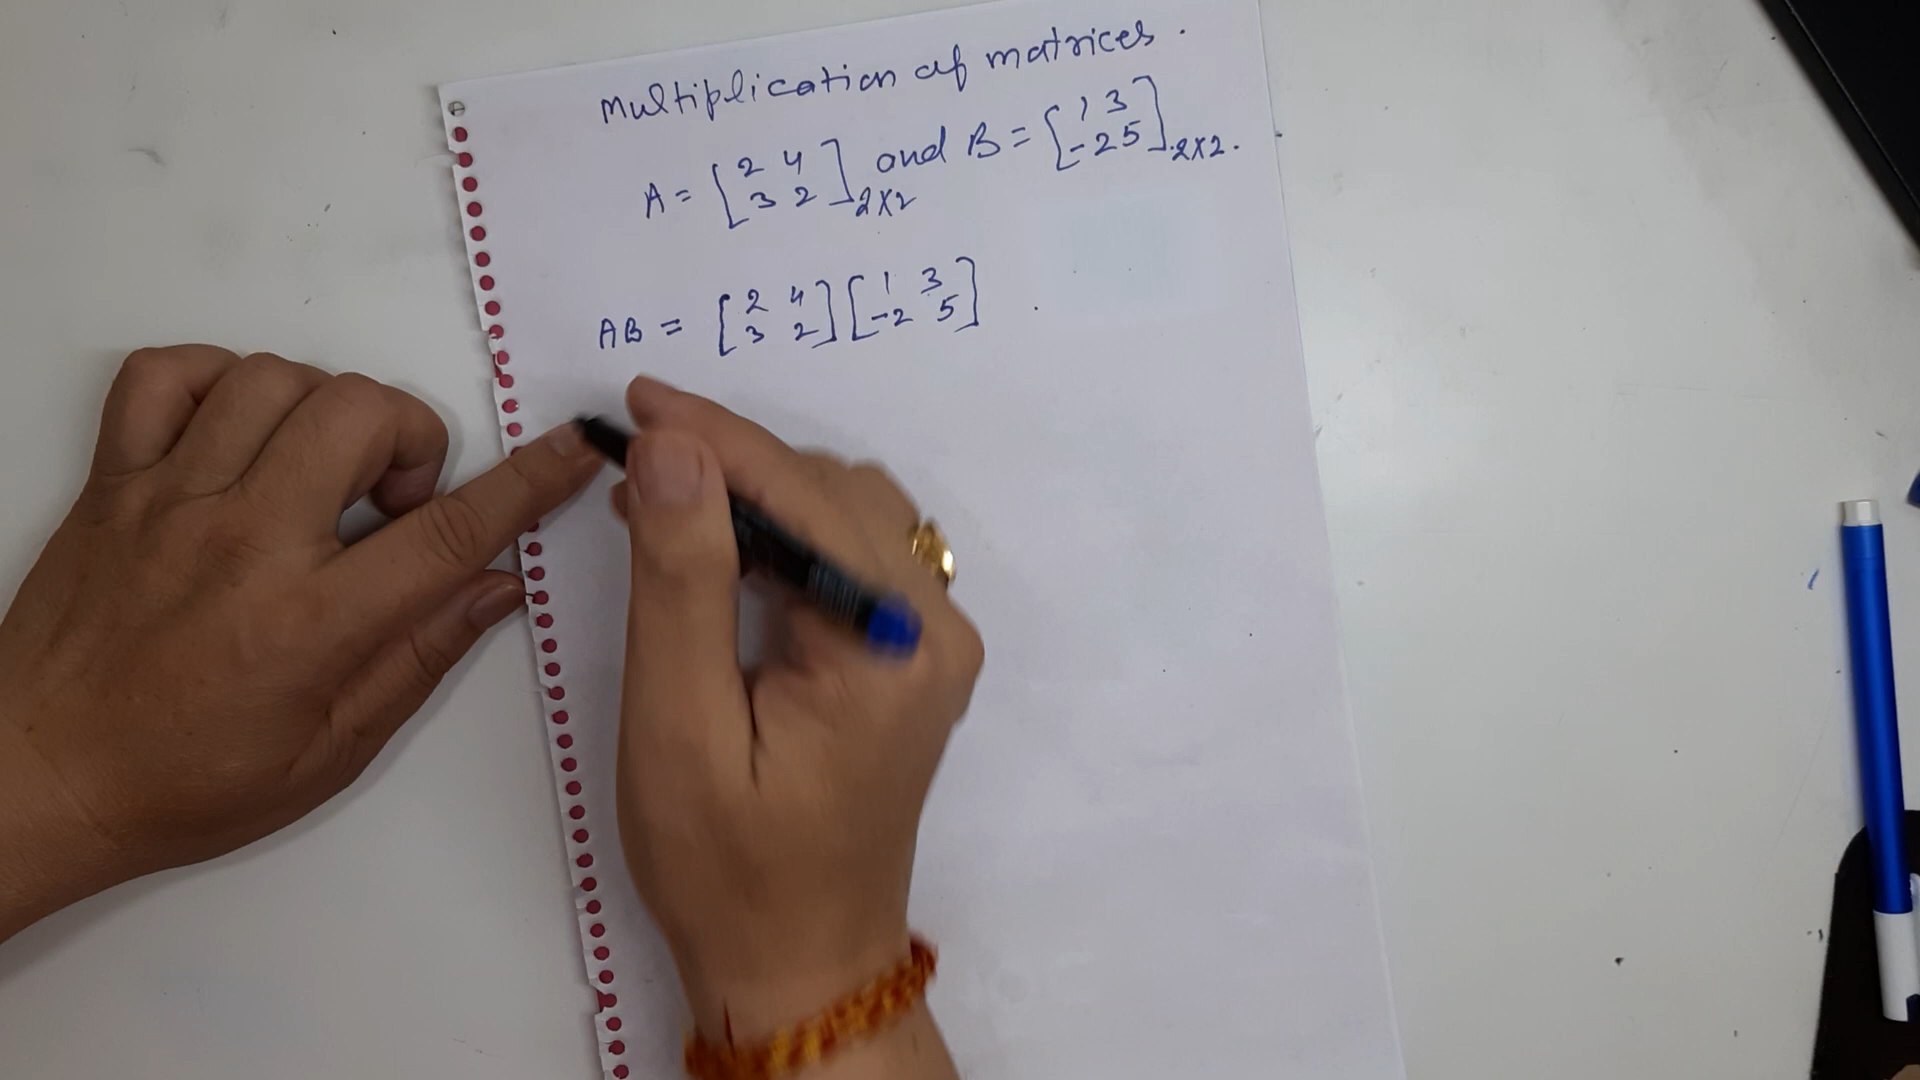 Multiplication of matrices.
A = [ 2 4 and B = [ 1 3
3 2 ] 2x2 -2 5 ] 2x2.
AB = [ 2 4 ] [ 1 3 ]
3 2 -2 5